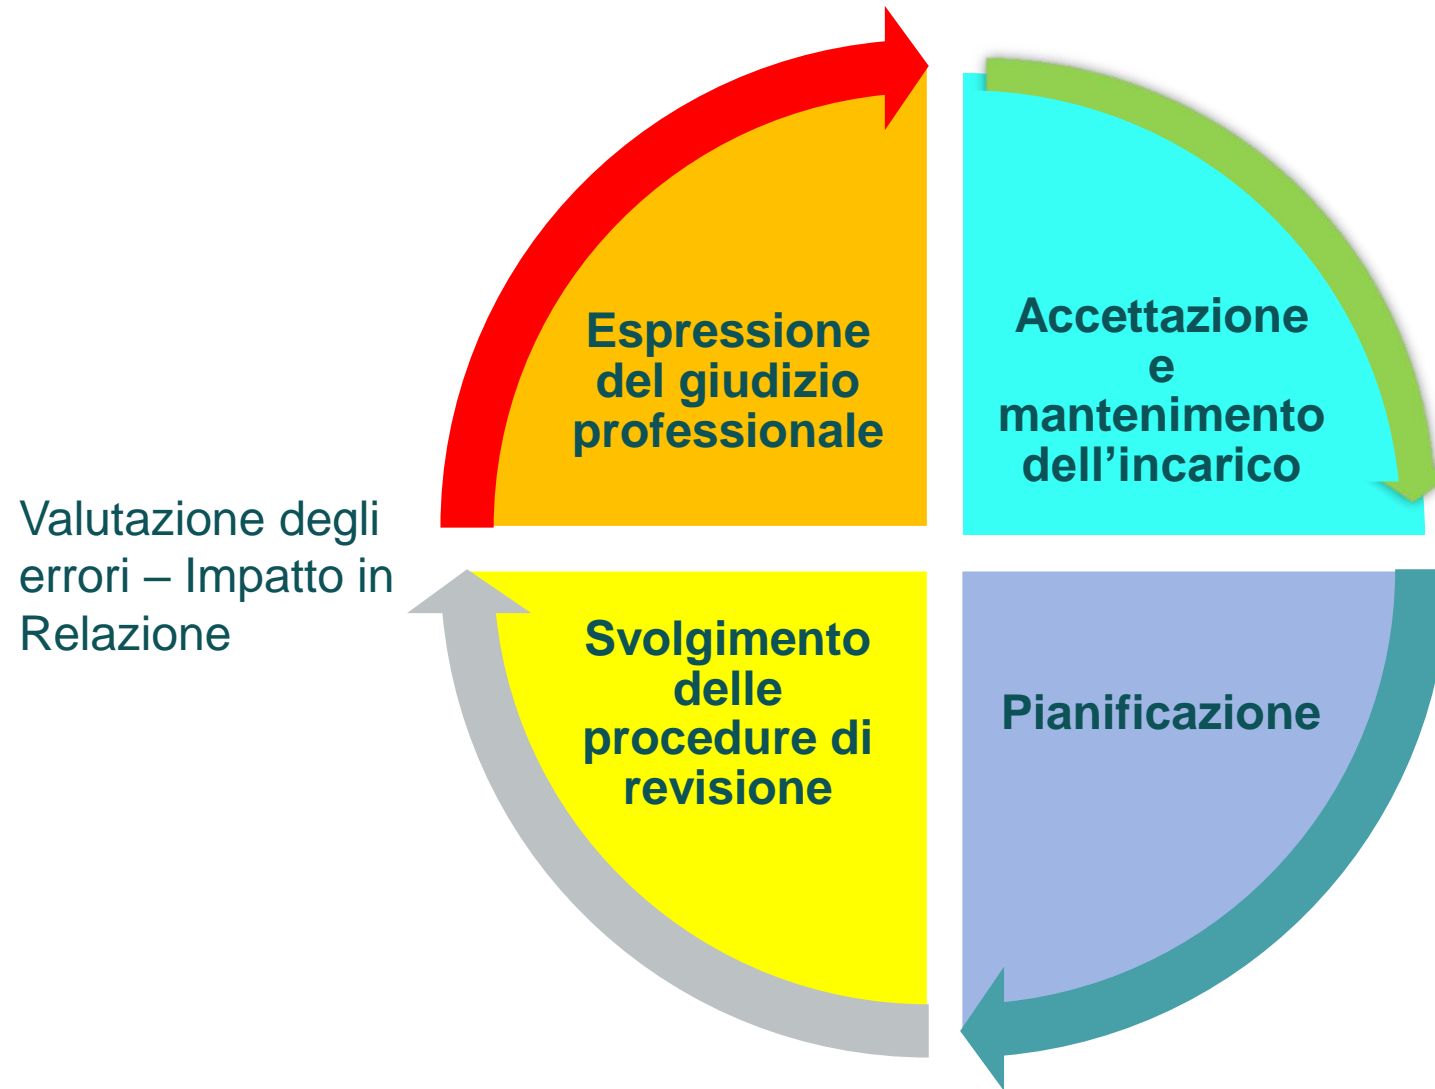 Espressione
del giudizio
professionale
Accettazione
e
mantenimento
dell’incarico
Valutazione degli
errori – Impatto in
Relazione
Svolgimento
delle
procedure di
revisione
Pianificazione